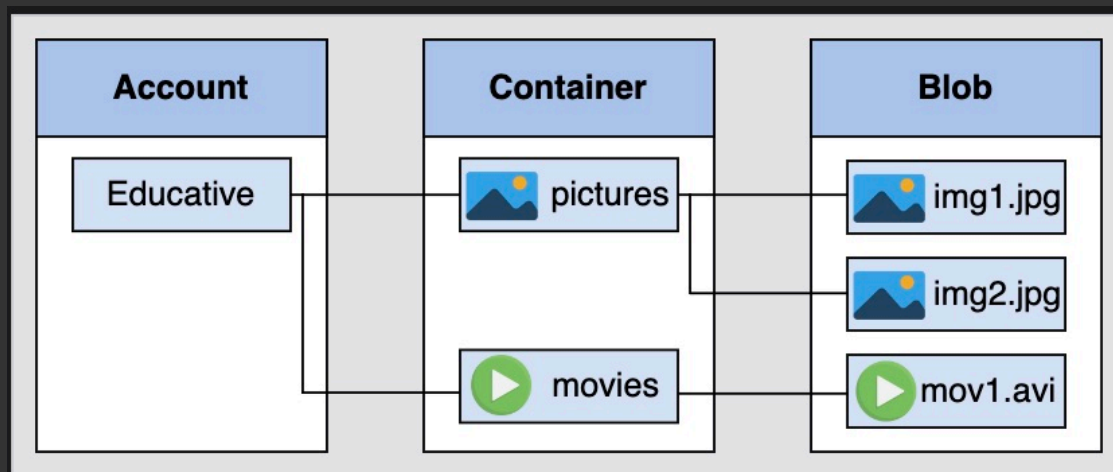 Account
Container
Blob
Educative
pictures
img1.jpg
img2.jpg
movies
mov1.avi